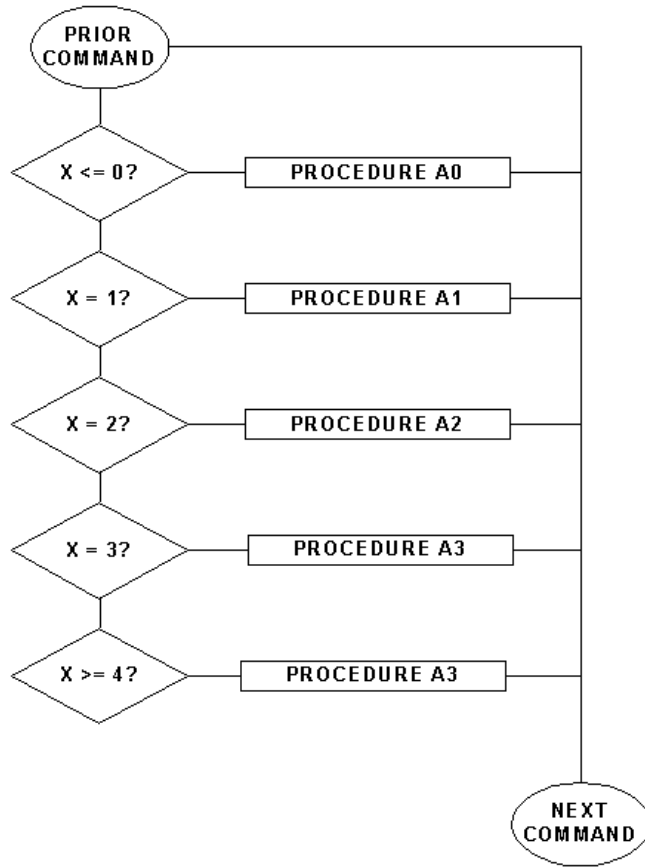 PRIOR
COMMAND
X <= 0?
PROCEDURE A0
X = 1?
PROCEDURE A1
X = 2?
PROCEDURE A2
X = 3?
PROCEDURE A3
X >= 4?
PROCEDURE A3
NEXT
COMMAND